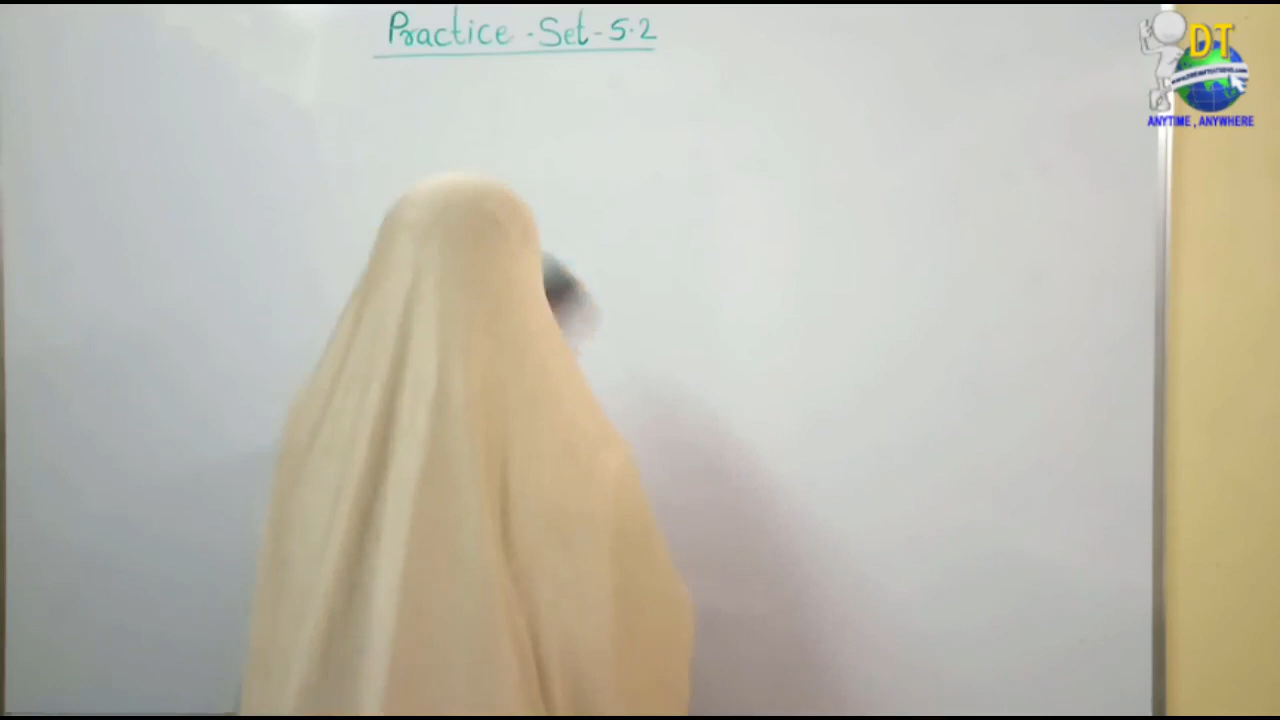 Practice - Set - 5.2
DT
ANYTIME , ANYWHERE